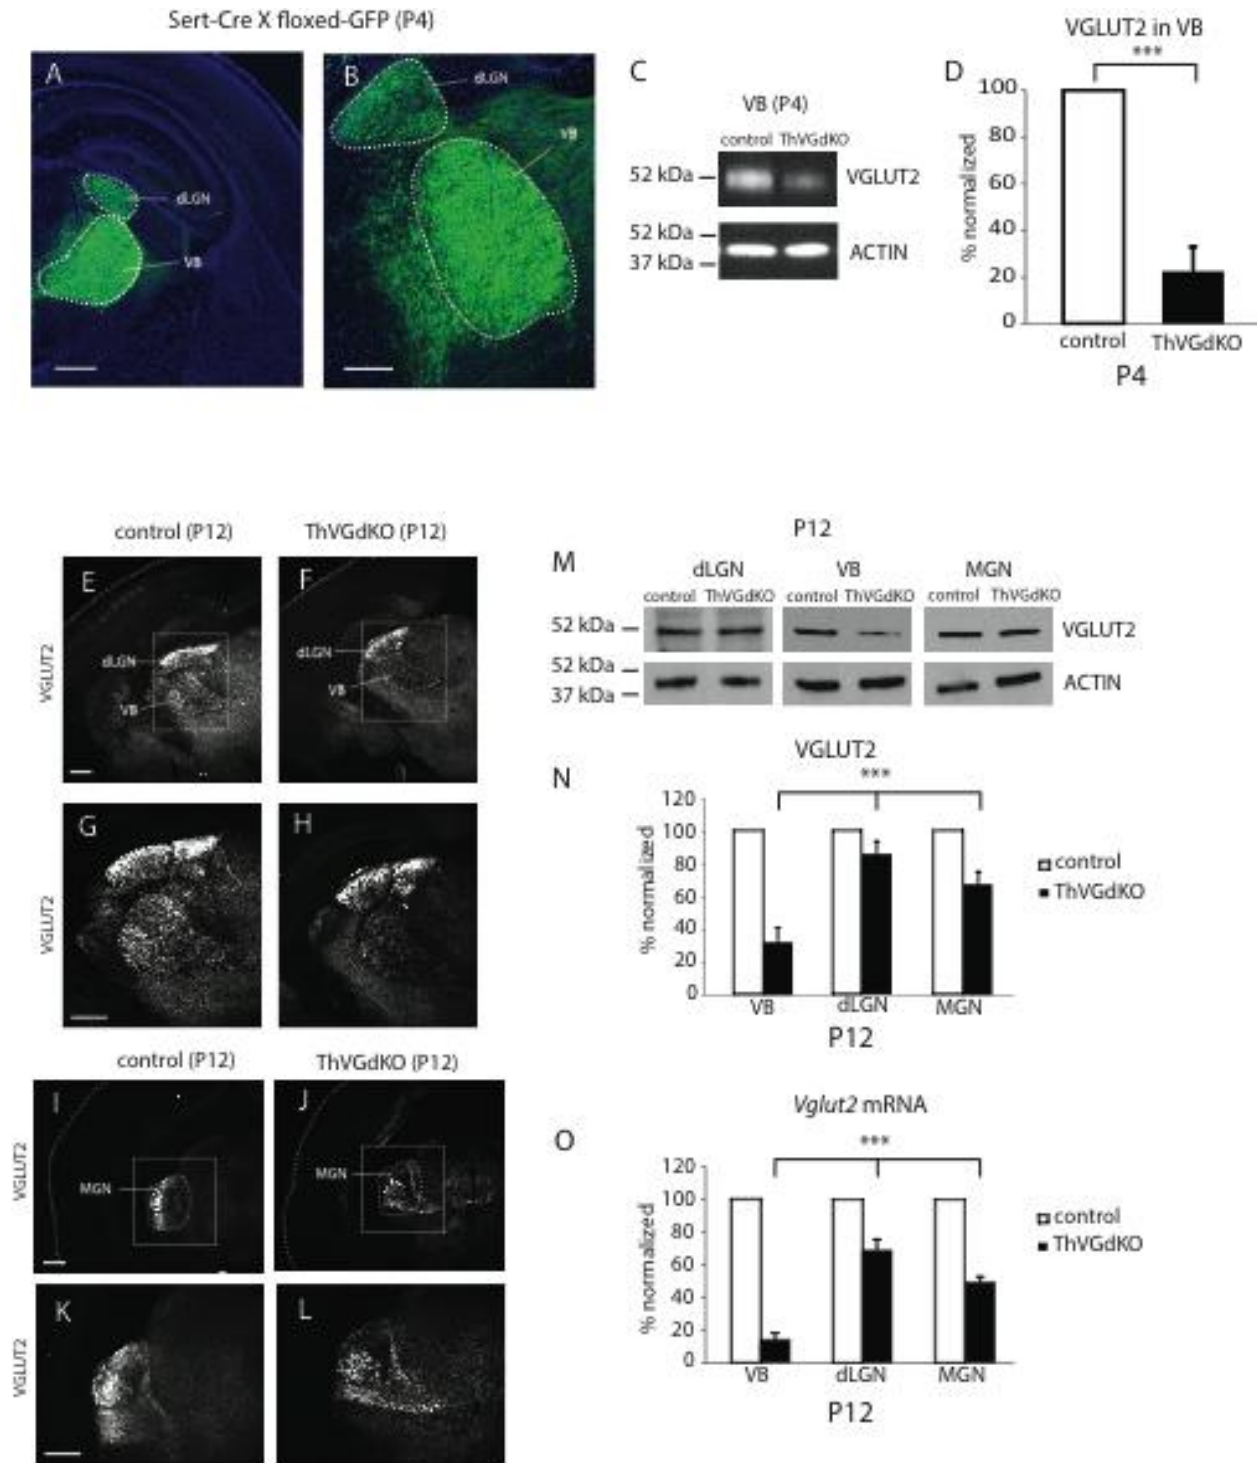 Sert-Cre X floxed-GFP (P4)
A
dLGN
VB
B
dLGN
VB
C
VB (P4)
control ThVGdKO
52 kDa
VGLUT2
52 kDa
37 kDa
ACTIN
D
VGLUT2 in VB
***
% normalized
100
80
60
40
20
0
control ThVGdKO
P4
control (P12) ThVGdKO (P12)
VGLUT2
E
dLGN
VB
F
dLGN
VB
VGLUT2
G
*
H
control (P12) ThVGdKO (P12)
VGLUT2
I
MGN
J
MGN
VGLUT2
K
L
M
P12
dLGN VB MGN
control ThVGdKO control ThVGdKO control ThVGdKO
52 kDa
VGLUT2
52 kDa
37 kDa
ACTIN
N
VGLUT2
***
% normalized
120
100
80
60
40
20
0
VB dLGN MGN
P12
control
ThVGdKO
O
Vglut2 mRNA
***
% normalized
120
100
80
60
40
20
0
VB dLGN MGN
P12
control
ThVGdKO